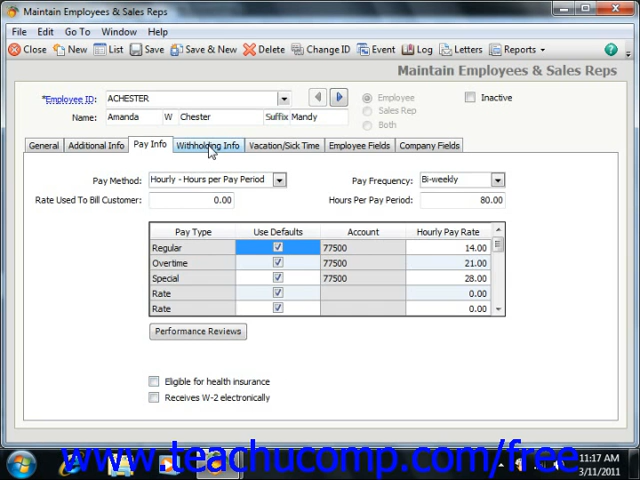 Maintain Employees & Sales Reps
File Edit Go To Window Help
Close New List Save Save & New Delete Change ID Event Log Letters Reports ?
Maintain Employees & Sales Reps
*Employee ID: ACHESTER Employee Inactive
Name: Amanda W Chester Suffix Mandy Sales Rep
Both
General Additional Info Pay Info Withholding Info Vacation/Sick Time Employee Fields Company Fields
Pay Method: Hourly - Hours per Pay Period Pay Frequency: Bi-weekly
Rate Used To Bill Customer: 0.00 Hours Per Pay Period: 80.00
Pay Type Use Defaults Account Hourly Pay Rate
Regular 77500 14.00
Overtime 77500 21.00
Special 77500 28.00
Rate 0.00
Rate 0.00
Performance Reviews
Eligible for health insurance
Receives W-2 electronically
www.teachucomp.com/free
11:17 AM
3/11/2011